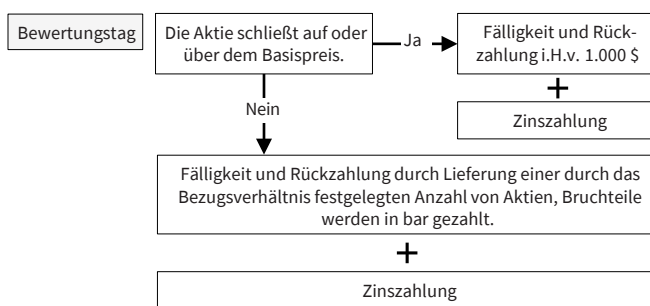 Bewertungstag
Die Aktie schließt auf oder
über dem Basispreis.
Ja
Fälligkeit und Rück-
zahlung i.H.v. 1.000 $
+
Zinszahlung
Nein
Fälligkeit und Rückzahlung durch Lieferung einer durch das
Bezugsverhältnis festgelegten Anzahl von Aktien, Bruchteile
werden in bar gezahlt.
+
Zinszahlung